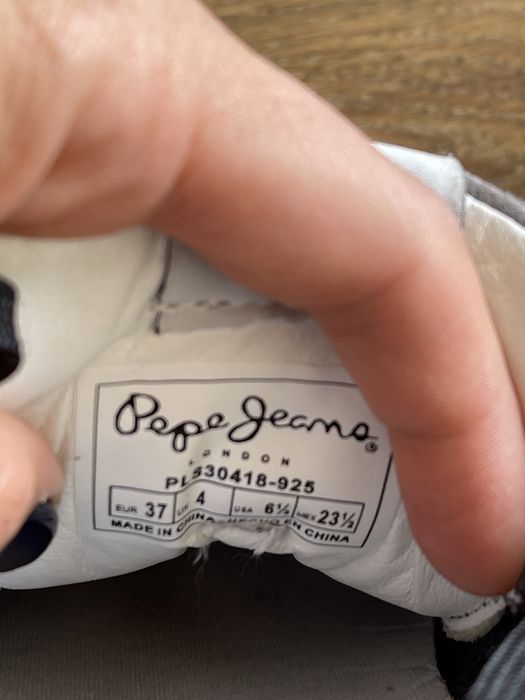 Pepe Jeans®
LONDON
PLS30418-925
EUR 37 UK 4 USA 6½ MEX 23½
MADE IN CHINA - HECHO EN CHINA